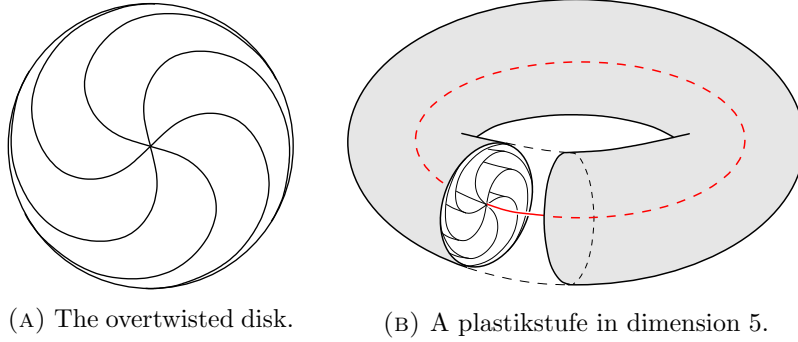 (A) The overtwisted disk.
(B) A plastikstufe in dimension 5.